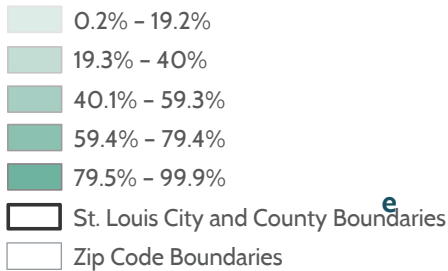 0.2% – 19.2%
19.3% – 40%
40.1% – 59.3%
59.4% – 79.4%
79.5% – 99.9%
e
St. Louis City and County Boundaries
Zip Code Boundaries